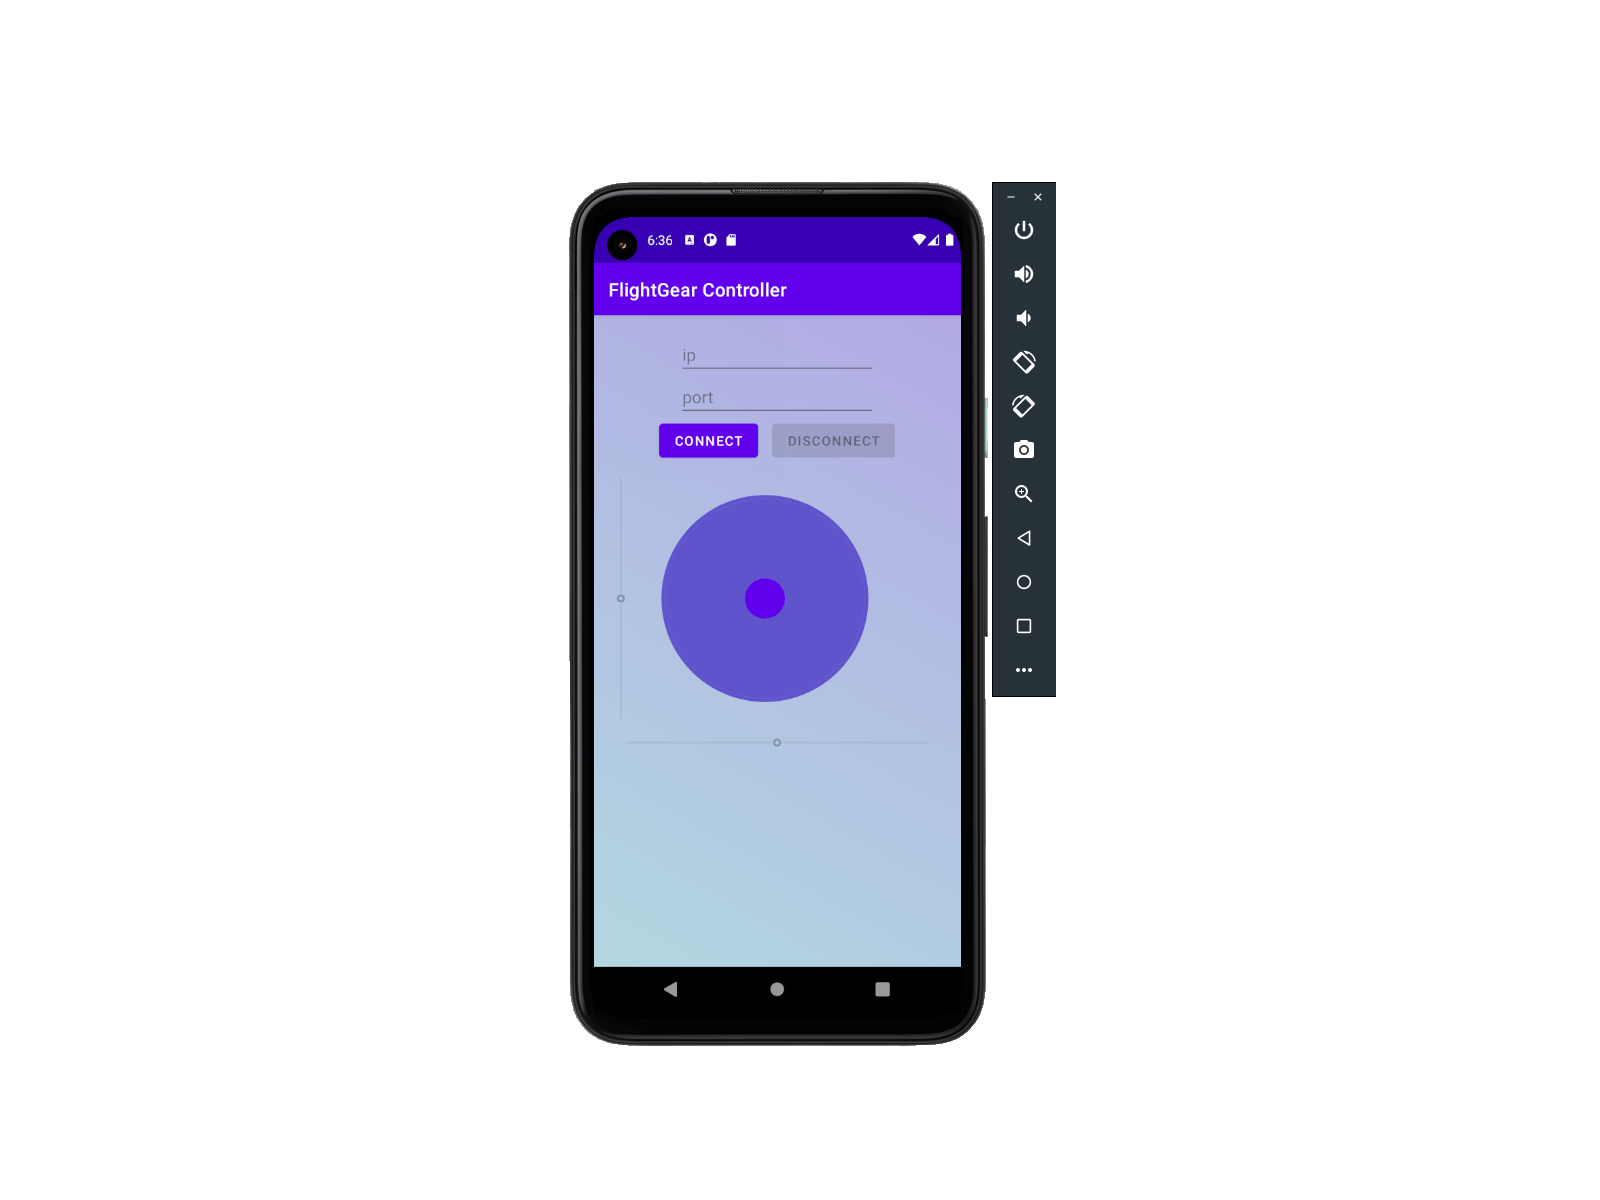 6:36
FlightGear Controller
ip
port
CONNECT DISCONNECT